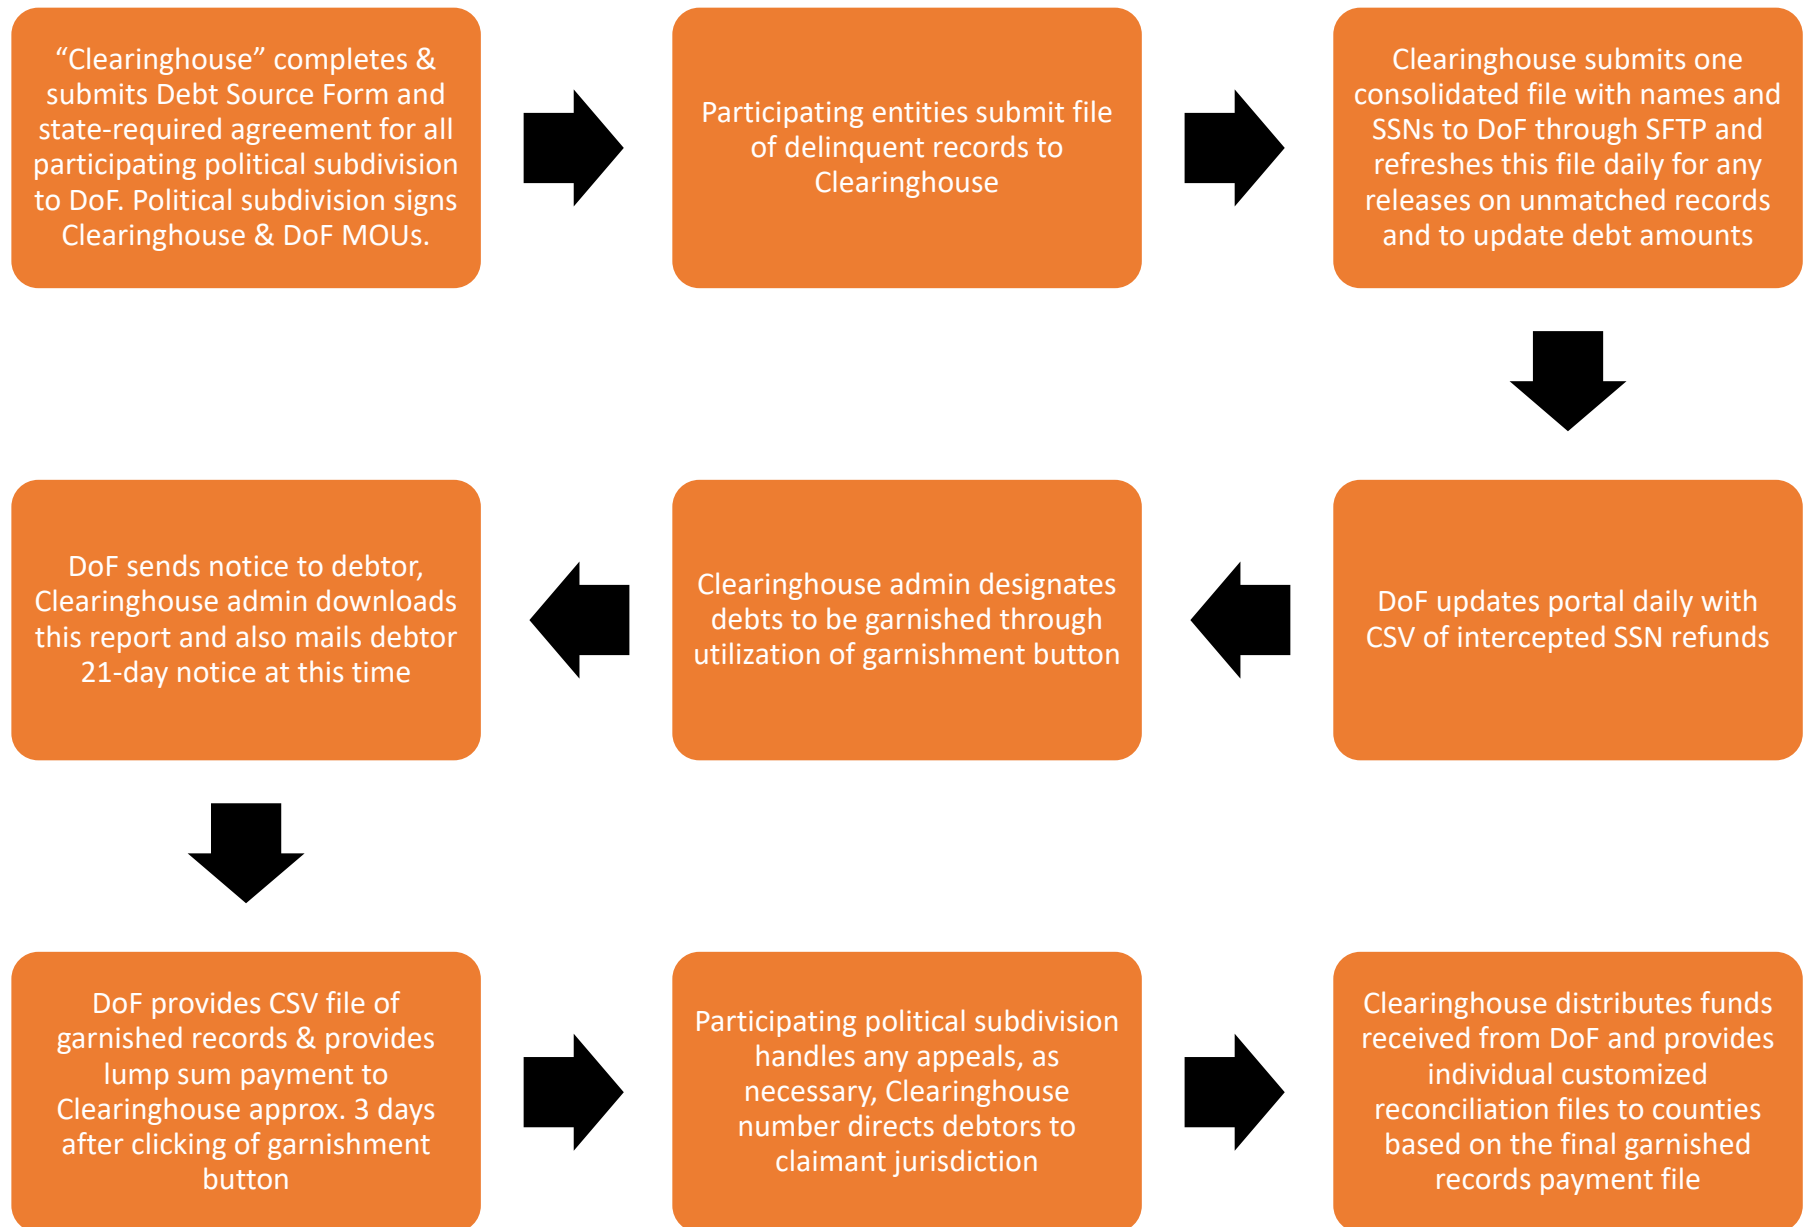 “Clearinghouse” completes &
submits Debt Source Form and
state-required agreement for all
participating political subdivision
to DoF. Political subdivision signs
Clearinghouse & DoF MOUs.
Participating entities submit file
of delinquent records to
Clearinghouse
Clearinghouse submits one
consolidated file with names and
SSNs to DoF through SFTP and
refreshes this file daily for any
releases on unmatched records
and to update debt amounts
DoF updates portal daily with
CSV of intercepted SSN refunds
Clearinghouse admin designates
debts to be garnished through
utilization of garnishment button
DoF sends notice to debtor,
Clearinghouse admin downloads
this report and also mails debtor
21-day notice at this time
DoF provides CSV file of
garnished records & provides
lump sum payment to
Clearinghouse approx. 3 days
after clicking of garnishment
button
Participating political subdivision
handles any appeals, as
necessary, Clearinghouse
number directs debtors to
claimant jurisdiction
Clearinghouse distributes funds
received from DoF and provides
individual customized
reconciliation files to counties
based on the final garnished
records payment file